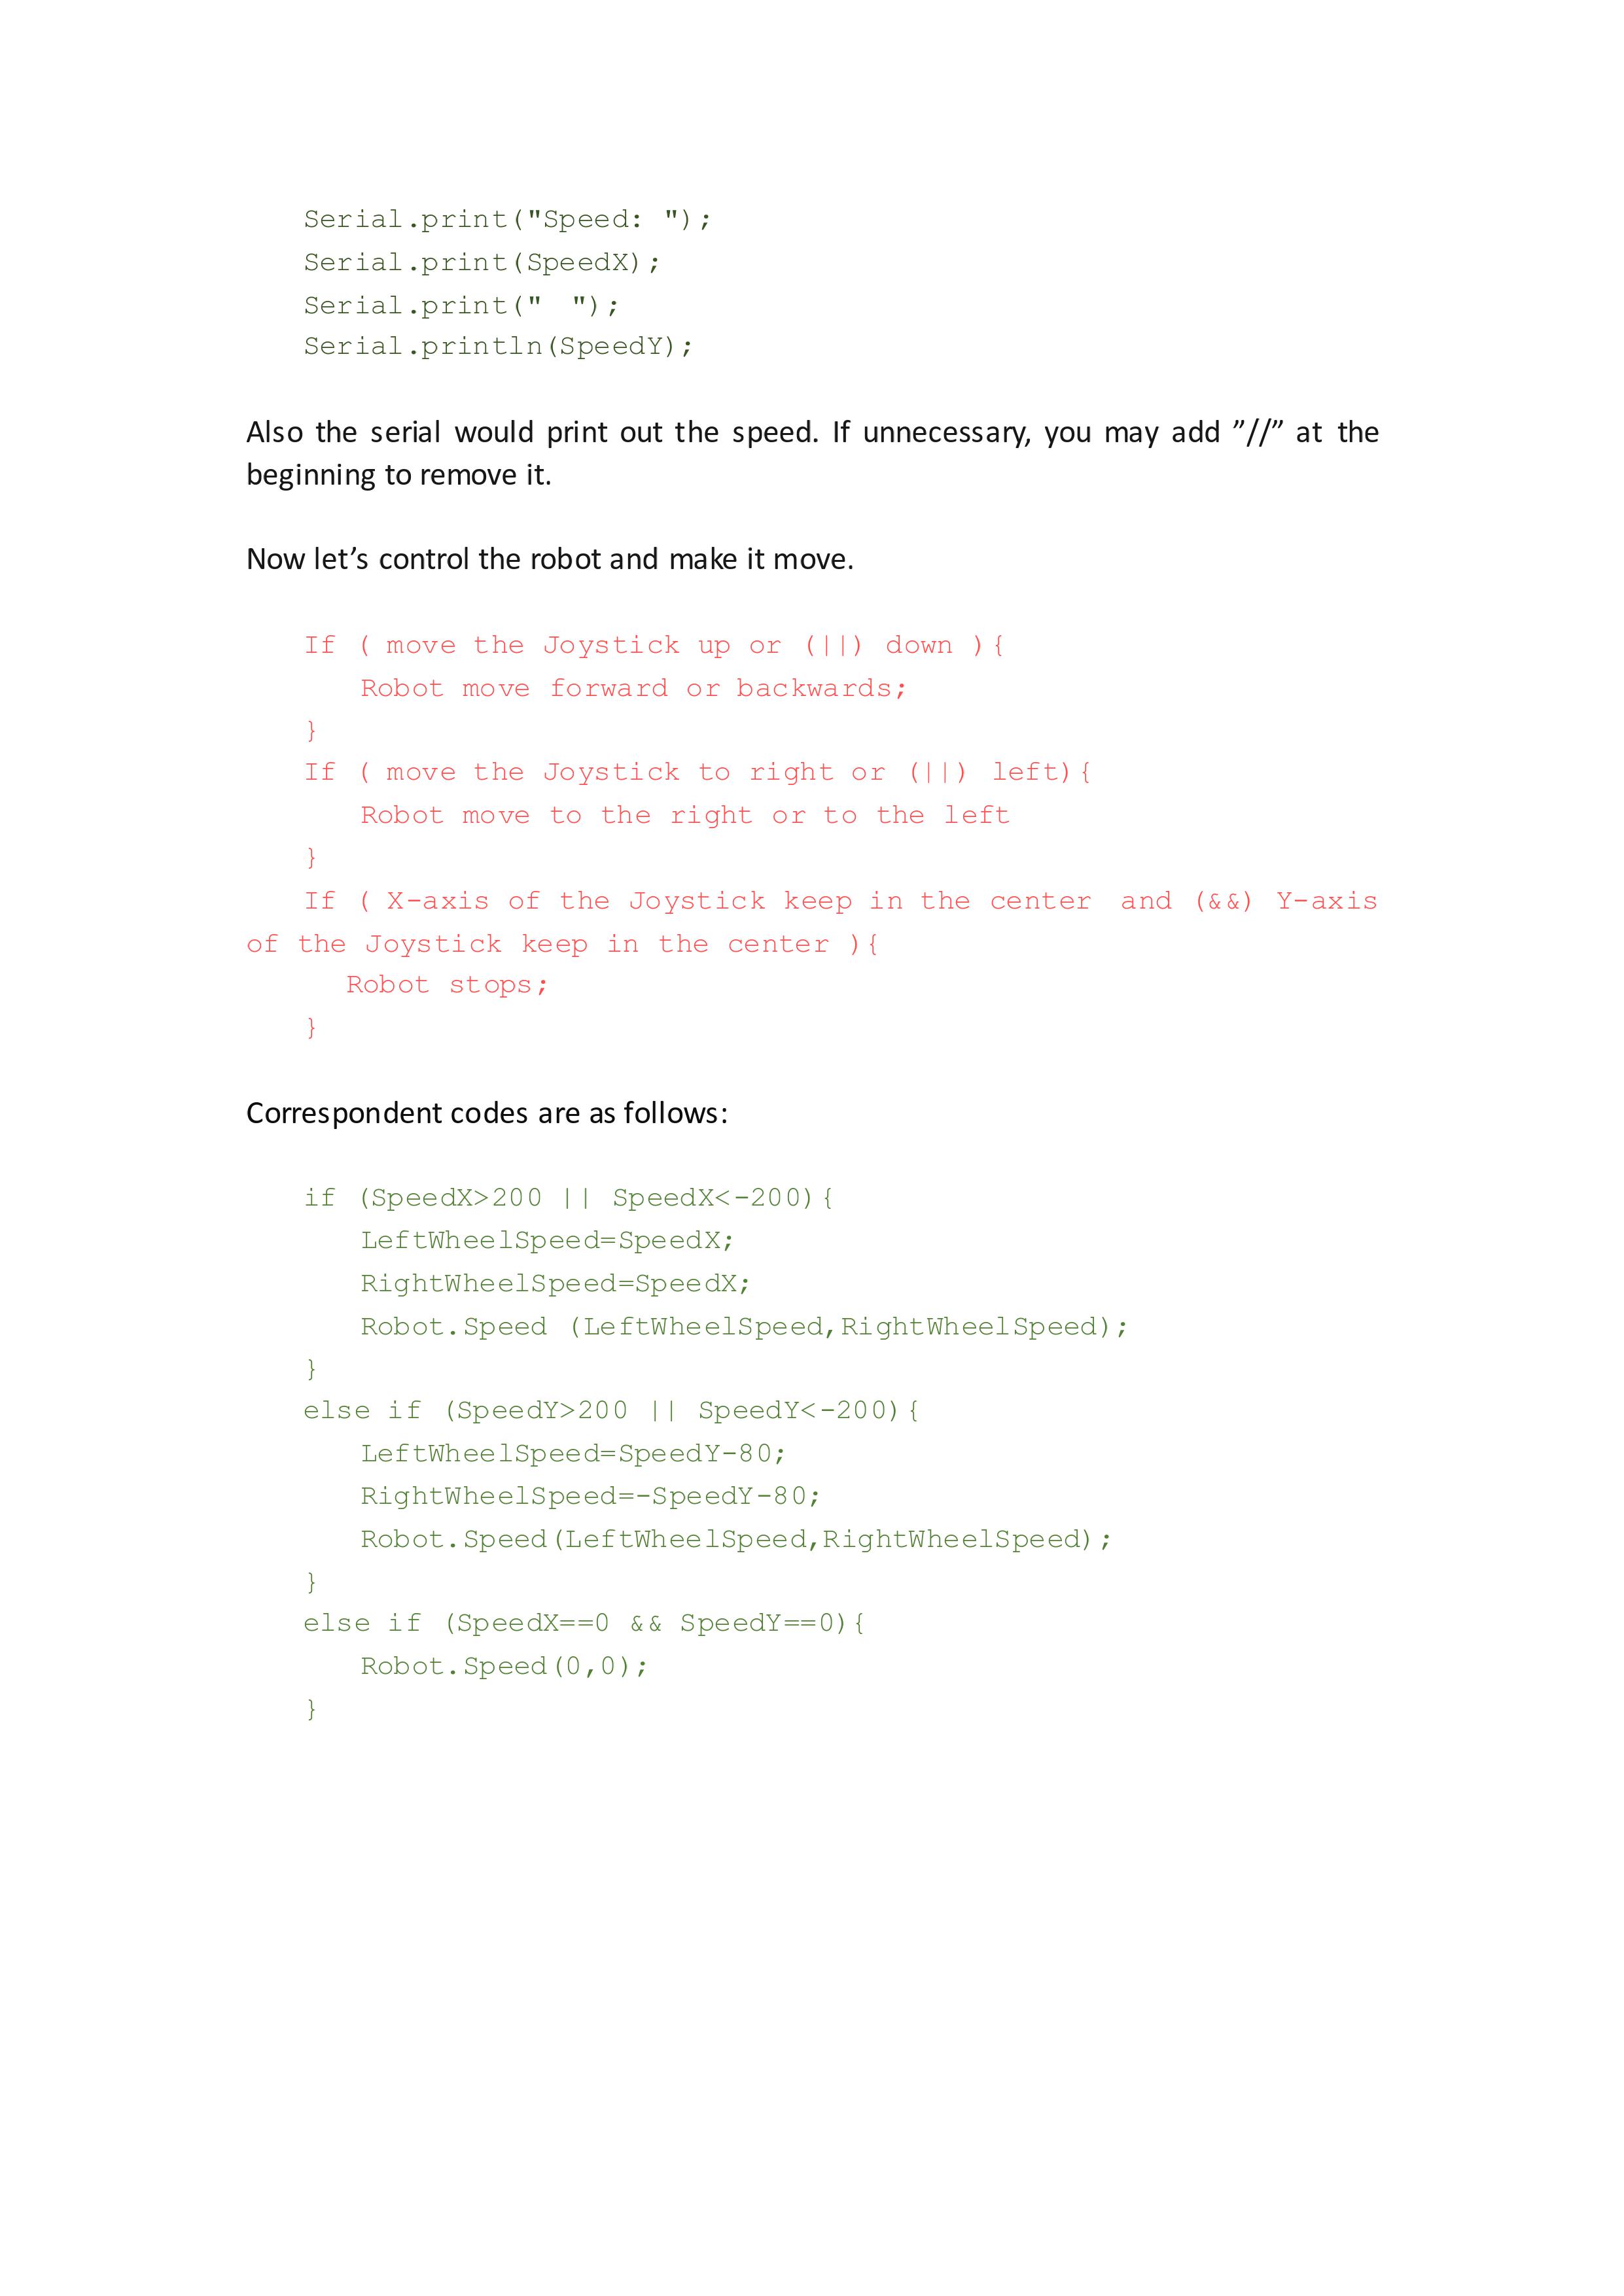 Serial.print("Speed: ");
Serial.print(SpeedX);
Serial.print("  ");
Serial.println(SpeedY);
Also the serial would print out the speed. If unnecessary, you may add ”//” at the
beginning to remove it.
Now let’s control the robot and make it move.
If ( move the Joystick up or (||) down ){
Robot move forward or backwards;
}
If ( move the Joystick to right or (||) left){
Robot move to the right or to the left
}
If ( X-axis of the Joystick keep in the center  and (&&) Y-axis
of the Joystick keep in the center ){
Robot stops;
}
Correspondent codes are as follows:
if (SpeedX>200 || SpeedX<-200){
LeftWheelSpeed=SpeedX;
RightWheelSpeed=SpeedX;
Robot.Speed (LeftWheelSpeed,RightWheelSpeed);
}
else if (SpeedY>200 || SpeedY<-200){
LeftWheelSpeed=SpeedY-80;
RightWheelSpeed=-SpeedY-80;
Robot.Speed(LeftWheelSpeed,RightWheelSpeed);
}
else if (SpeedX==0 && SpeedY==0){
Robot.Speed(0,0);
}